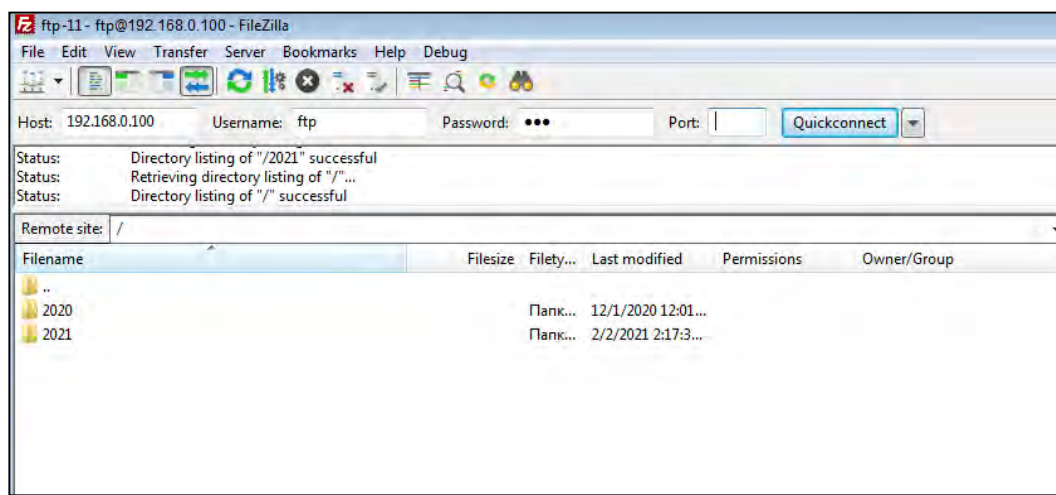 ftp-11 - ftp@192.168.0.100 - FileZilla
File Edit View Transfer Server Bookmarks Help Debug
Host: 192.168.0.100 Username: ftp Password: ●●● Port: Quickconnect
Status: Directory listing of "/2021" successful
Status: Retrieving directory listing of "/"...
Status: Directory listing of "/" successful
Remote site: /
Filename Filesize Filety... Last modified Permissions Owner/Group
..
2020 Папк... 12/1/2020 12:01...
2021 Папк... 2/2/2021 2:17:3...